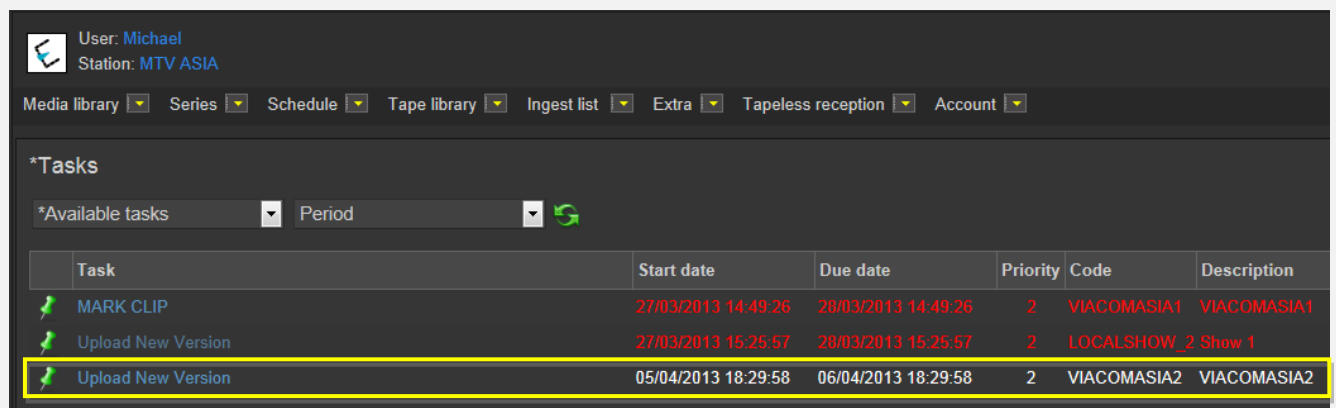 User: Michael
Station: MTV ASIA
Media library Series Schedule Tape library Ingest list Extra Tapeless reception Account
*Tasks
*Available tasks Period
Task Start date Due date Priority Code Description
MARK CLIP 27/03/2013 14:49:26 28/03/2013 14:49:26 2 VIACOMASIA1 VIACOMASIA1
Upload New Version 27/03/2013 15:25:57 28/03/2013 15:25:57 2 LOCALSHOW_2 Show 1
Upload New Version 05/04/2013 18:29:58 06/04/2013 18:29:58 2 VIACOMASIA2 VIACOMASIA2